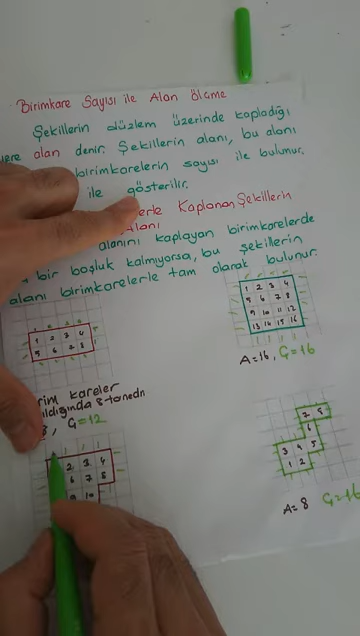 Birimkare Sayısı ile Alan Ölçme
Şekillerin düzlem üzerinde kapladığı
yere alan denir. Şekillerin alanı, bu alanı
birimkarelerin sayısı ile bulunur.
ile gösterilir.
Kaplanan Şekillerin
Alanı
alanını kaplayan birimkarelerde
bir boşluk kalmıyorsa, bu şekillerin
alanı birimkarelerle tam olarak bulunur.
1 2 3 4
5 6 7 8
kareler
8 tanedir
G=12
1 2 3 4
5 6 7 8
9 10 11 12
13 14 15 16
A=16, G=16
2 3 4
6 7 8
9 10
7 8
6
3 4 5
1 2
A=8 G=16